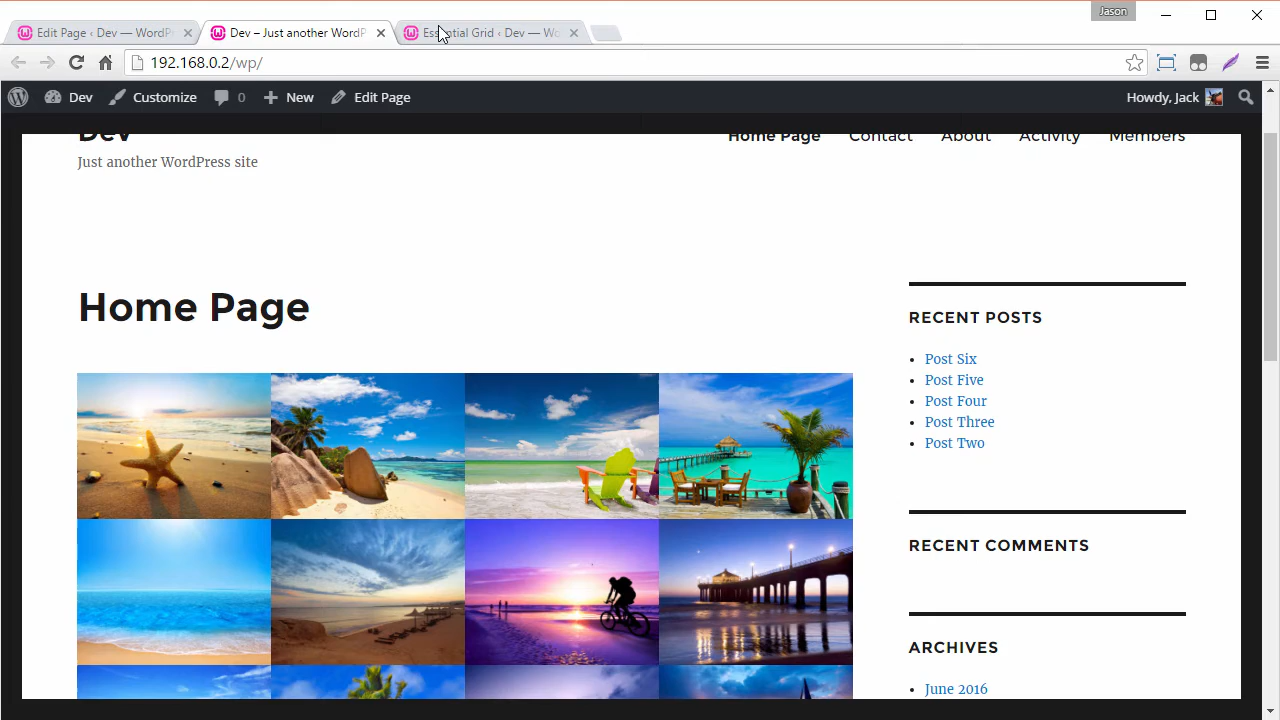 Jason
Edit Page ‹ Dev — WordP
Dev – Just another WordP
Essential Grid ‹ Dev — Wo
192.168.0.2/wp/
Dev
Customize
0
New
Edit Page
Howdy, Jack
Dev
Home Page
Contact
About
Activity
Members
Just another WordPress site
Home Page
RECENT POSTS
Post Six
Post Five
Post Four
Post Three
Post Two
RECENT COMMENTS
ARCHIVES
June 2016